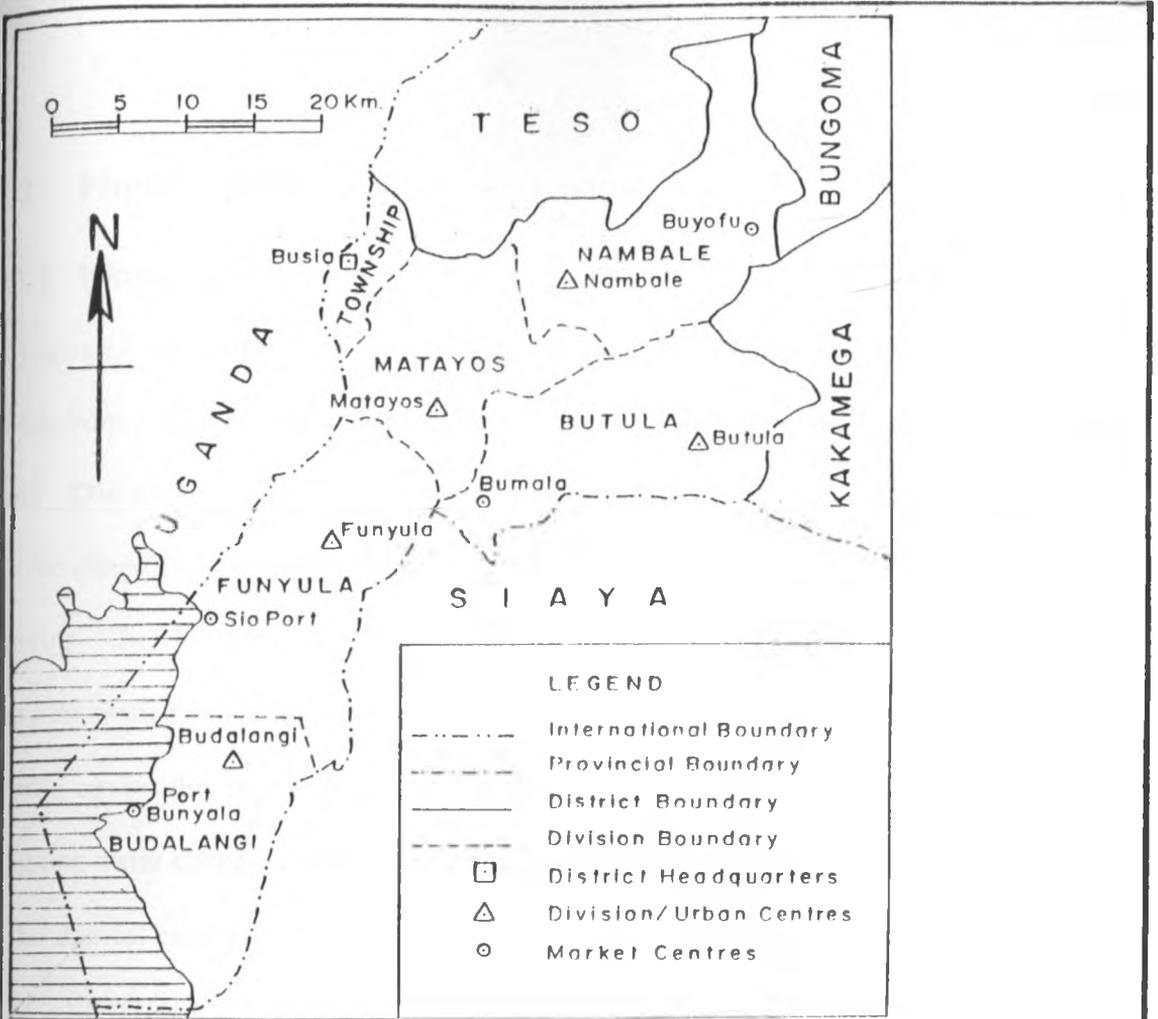 0 5 10 15 20 Km.
TESO
BUNGOMA
N
Buyofu
NAMBALE
Nambale
Busia
TOWNSHIP
UGANDA
MATAYOS
Matayos
BUTULA
Butula
KAKAMEGA
Bumala
Funyula
FUNYULA
SIAYA
Sio Port
Budalangi
Port
Bunyala
BUDALANGI
LEGEND
International Boundary
Provincial Boundary
District Boundary
Division Boundary
District Headquarters
Division/Urban Centres
Market Centres